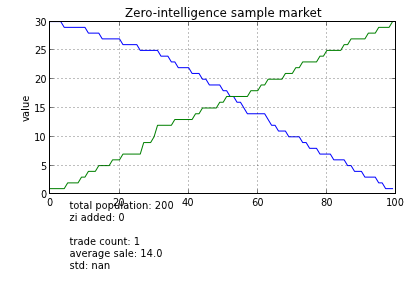 Zero-intelligence sample market
30
25
20
15
10
5
0
value
0 20 40 60 80 100
total population: 200
zi added: 0
trade count: 1
average sale: 14.0
std: nan